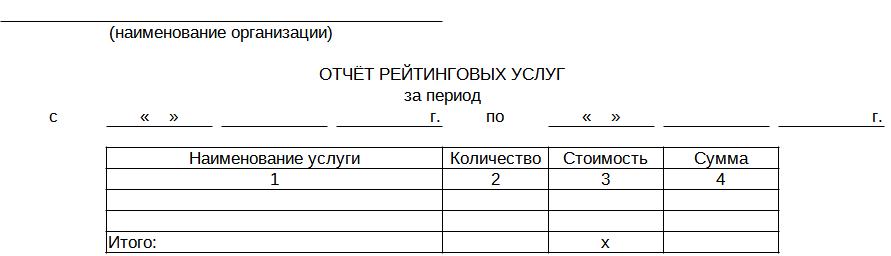 (наименование организации)
ОТЧЁТ РЕЙТИНГОВЫХ УСЛУГ
за период
с « » г. по « » г.
Наименование услуги Количество Стоимость Сумма
1 2 3 4
Итого: х